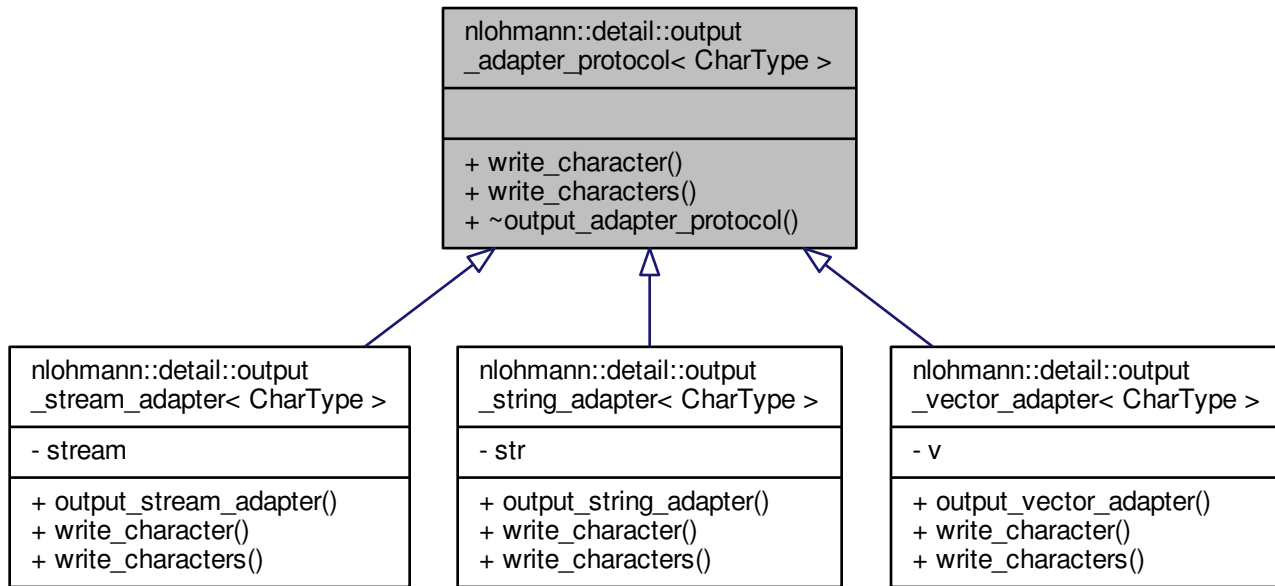 nlohmann::detail::output
_adapter_protocol< CharType >
+ write_character()
+ write_characters()
+ ~output_adapter_protocol()
nlohmann::detail::output
_stream_adapter< CharType >
- stream
+ output_stream_adapter()
+ write_character()
+ write_characters()
nlohmann::detail::output
_string_adapter< CharType >
- str
+ output_string_adapter()
+ write_character()
+ write_characters()
nlohmann::detail::output
_vector_adapter< CharType >
- v
+ output_vector_adapter()
+ write_character()
+ write_characters()